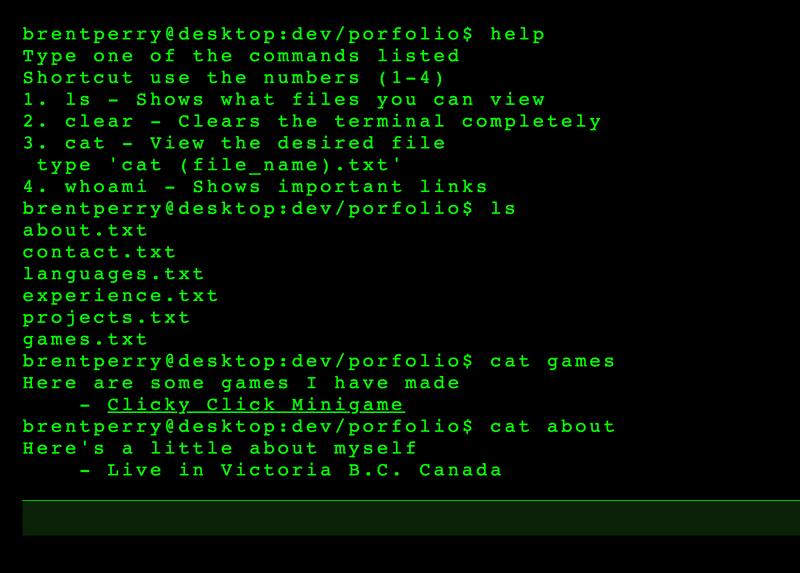 brentperry@desktop:dev/porfolio$ help
Type one of the commands listed
Shortcut use the numbers (1-4)
1. ls - Shows what files you can view
2. clear - Clears the terminal completely
3. cat - View the desired file
 type 'cat (file_name).txt'
4. whoami - Shows important links
brentperry@desktop:dev/porfolio$ ls
about.txt
contact.txt
languages.txt
experience.txt
projects.txt
games.txt
brentperry@desktop:dev/porfolio$ cat games
Here are some games I have made
    - Clicky Click Minigame
brentperry@desktop:dev/porfolio$ cat about
Here's a little about myself
    - Live in Victoria B.C. Canada